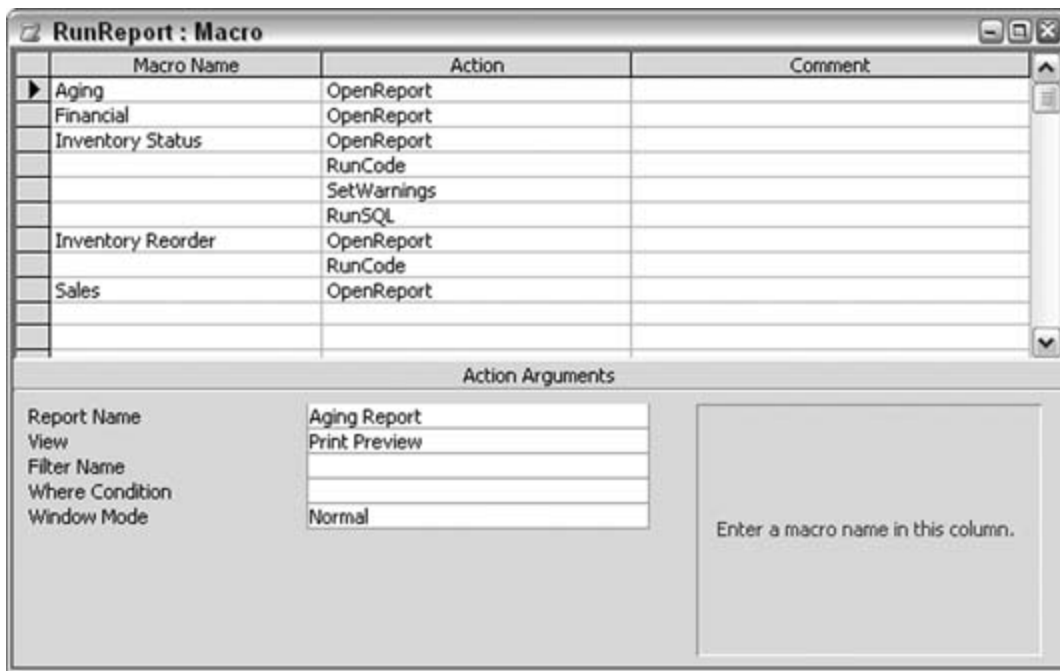 RunReport : Macro
Macro Name Action Comment
Aging OpenReport
Financial OpenReport
Inventory Status OpenReport
RunCode
SetWarnings
RunSQL
Inventory Reorder OpenReport
RunCode
Sales OpenReport
Action Arguments
Report Name Aging Report
View Print Preview
Filter Name
Where Condition
Window Mode Normal
Enter a macro name in this column.